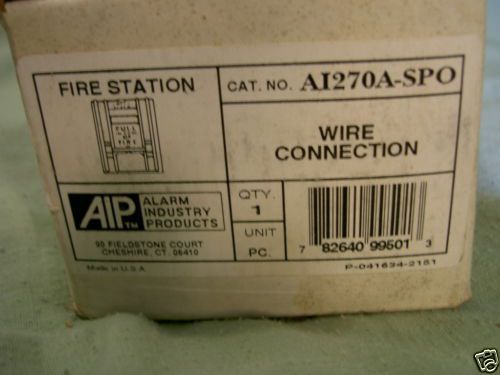 FIRE STATION
PULL
IN
FIRE
CAT. NO. AI270A-SPO
WIRE
CONNECTION
AIP TM
ALARM
INDUSTRY
PRODUCTS
90 FIELDSTONE COURT
CHESHIRE, CT. 06410
Made in U.S.A
QTY.
1
UNIT
PC.
7 82640 99501 3
P-041634-2151